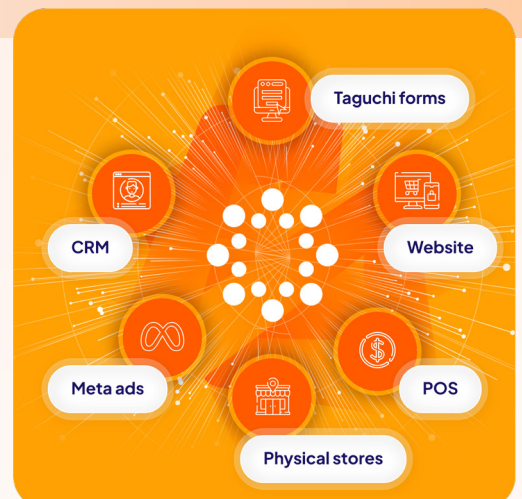 Taguchi forms
CRM
Website
Meta ads
POS
Physical stores